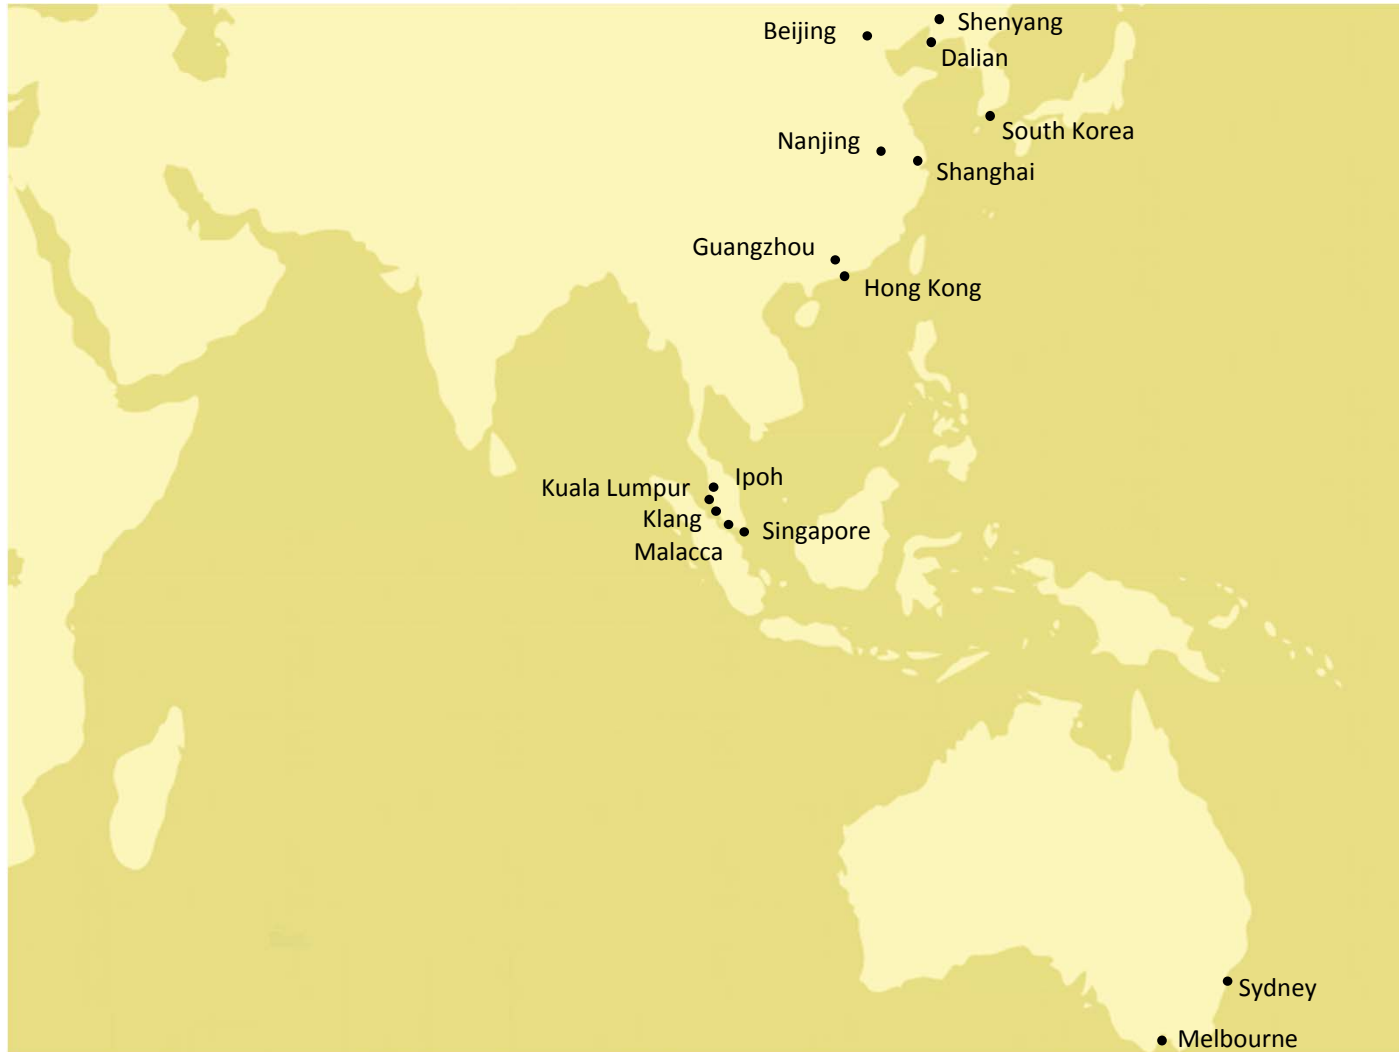 Shenyang
Beijing
Dalian
South Korea
Nanjing
Shanghai
Guangzhou
Hong Kong
Ipoh
Kuala Lumpur
Klang
Singapore
Malacca
Sydney
Melbourne